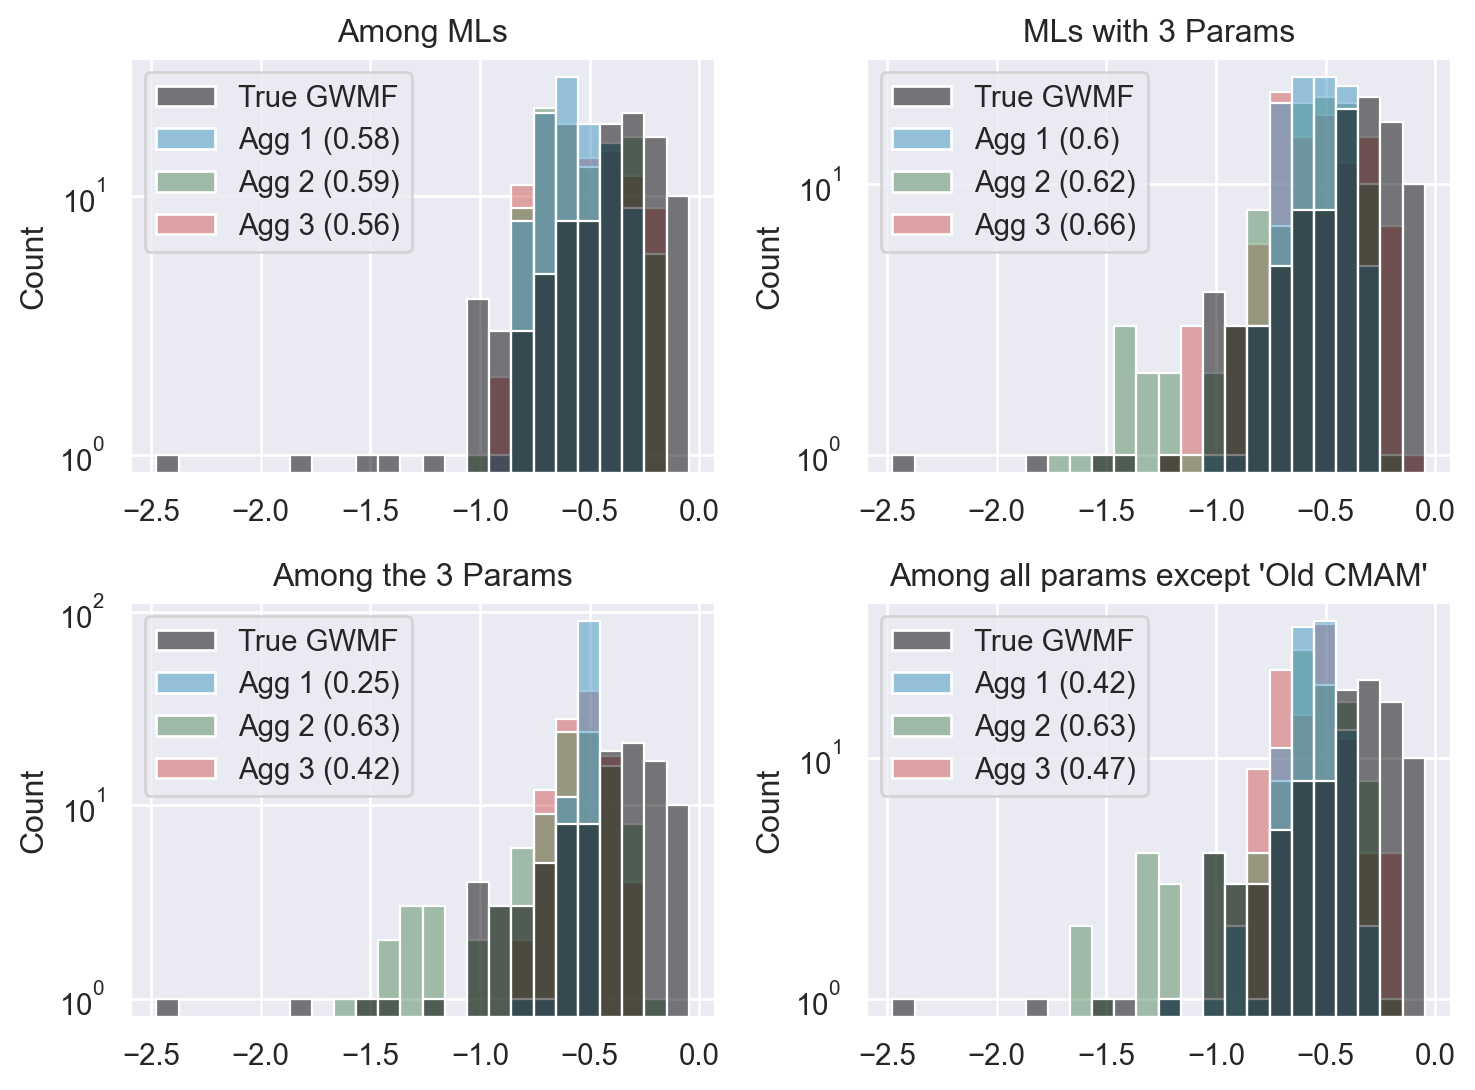 Among MLs
MLs with 3 Params
True GWMF
Agg 1 (0.58)
Agg 2 (0.59)
Agg 3 (0.56)
Count
10^1
10^0
−2.5 −2.0 −1.5 −1.0 −0.5 0.0
True GWMF
Agg 1 (0.6)
Agg 2 (0.62)
Agg 3 (0.66)
Count
10^1
10^0
−2.5 −2.0 −1.5 −1.0 −0.5 0.0
Among the 3 Params
Among all params except 'Old CMAM'
True GWMF
Agg 1 (0.25)
Agg 2 (0.63)
Agg 3 (0.42)
Count
10^2
10^1
10^0
−2.5 −2.0 −1.5 −1.0 −0.5 0.0
True GWMF
Agg 1 (0.42)
Agg 2 (0.63)
Agg 3 (0.47)
Count
10^1
10^0
−2.5 −2.0 −1.5 −1.0 −0.5 0.0